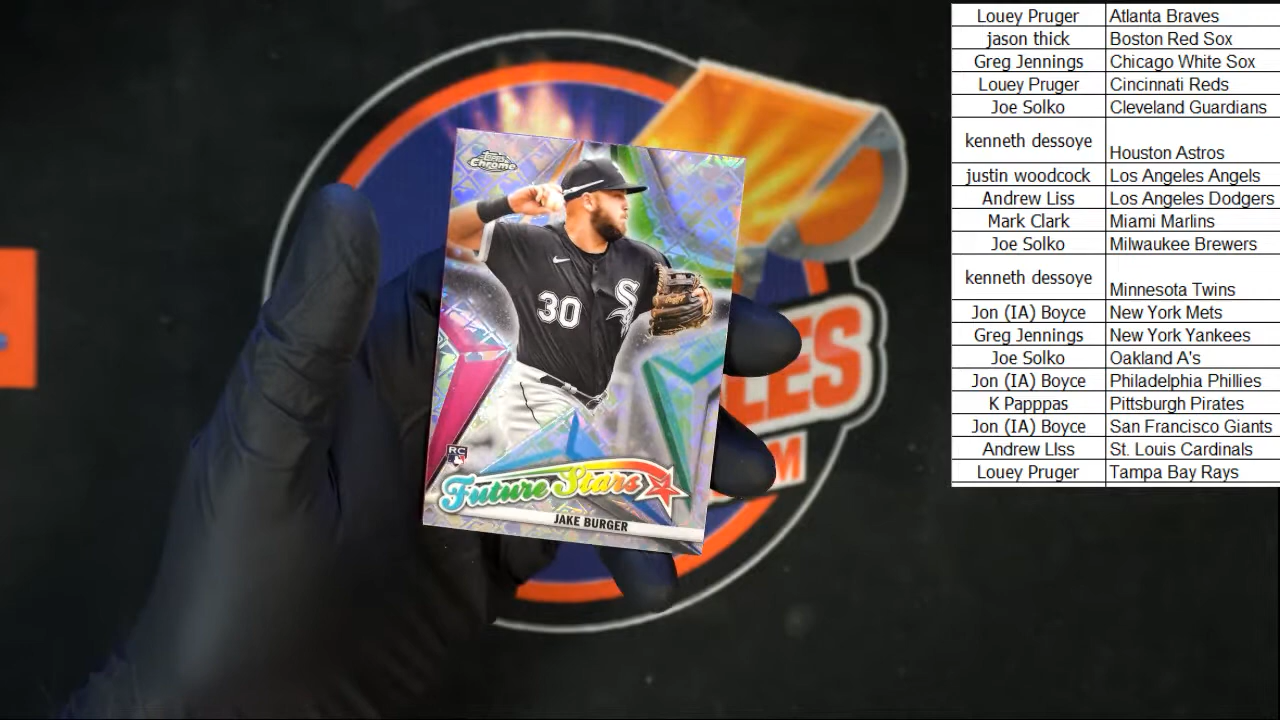 Topps
Chrome
30
S
RC
Future Stars
JAKE BURGER
LES
M
Louey Pruger Atlanta Braves
jason thick Boston Red Sox
Greg Jennings Chicago White Sox
Louey Pruger Cincinnati Reds
Joe Solko Cleveland Guardians
kenneth dessoye Houston Astros
justin woodcock Los Angeles Angels
Andrew Liss Los Angeles Dodgers
Mark Clark Miami Marlins
Joe Solko Milwaukee Brewers
kenneth dessoye Minnesota Twins
Jon (IA) Boyce New York Mets
Greg Jennings New York Yankees
Joe Solko Oakland A's
Jon (IA) Boyce Philadelphia Phillies
K Papppas Pittsburgh Pirates
Jon (IA) Boyce San Francisco Giants
Andrew LIss St. Louis Cardinals
Louey Pruger Tampa Bay Rays